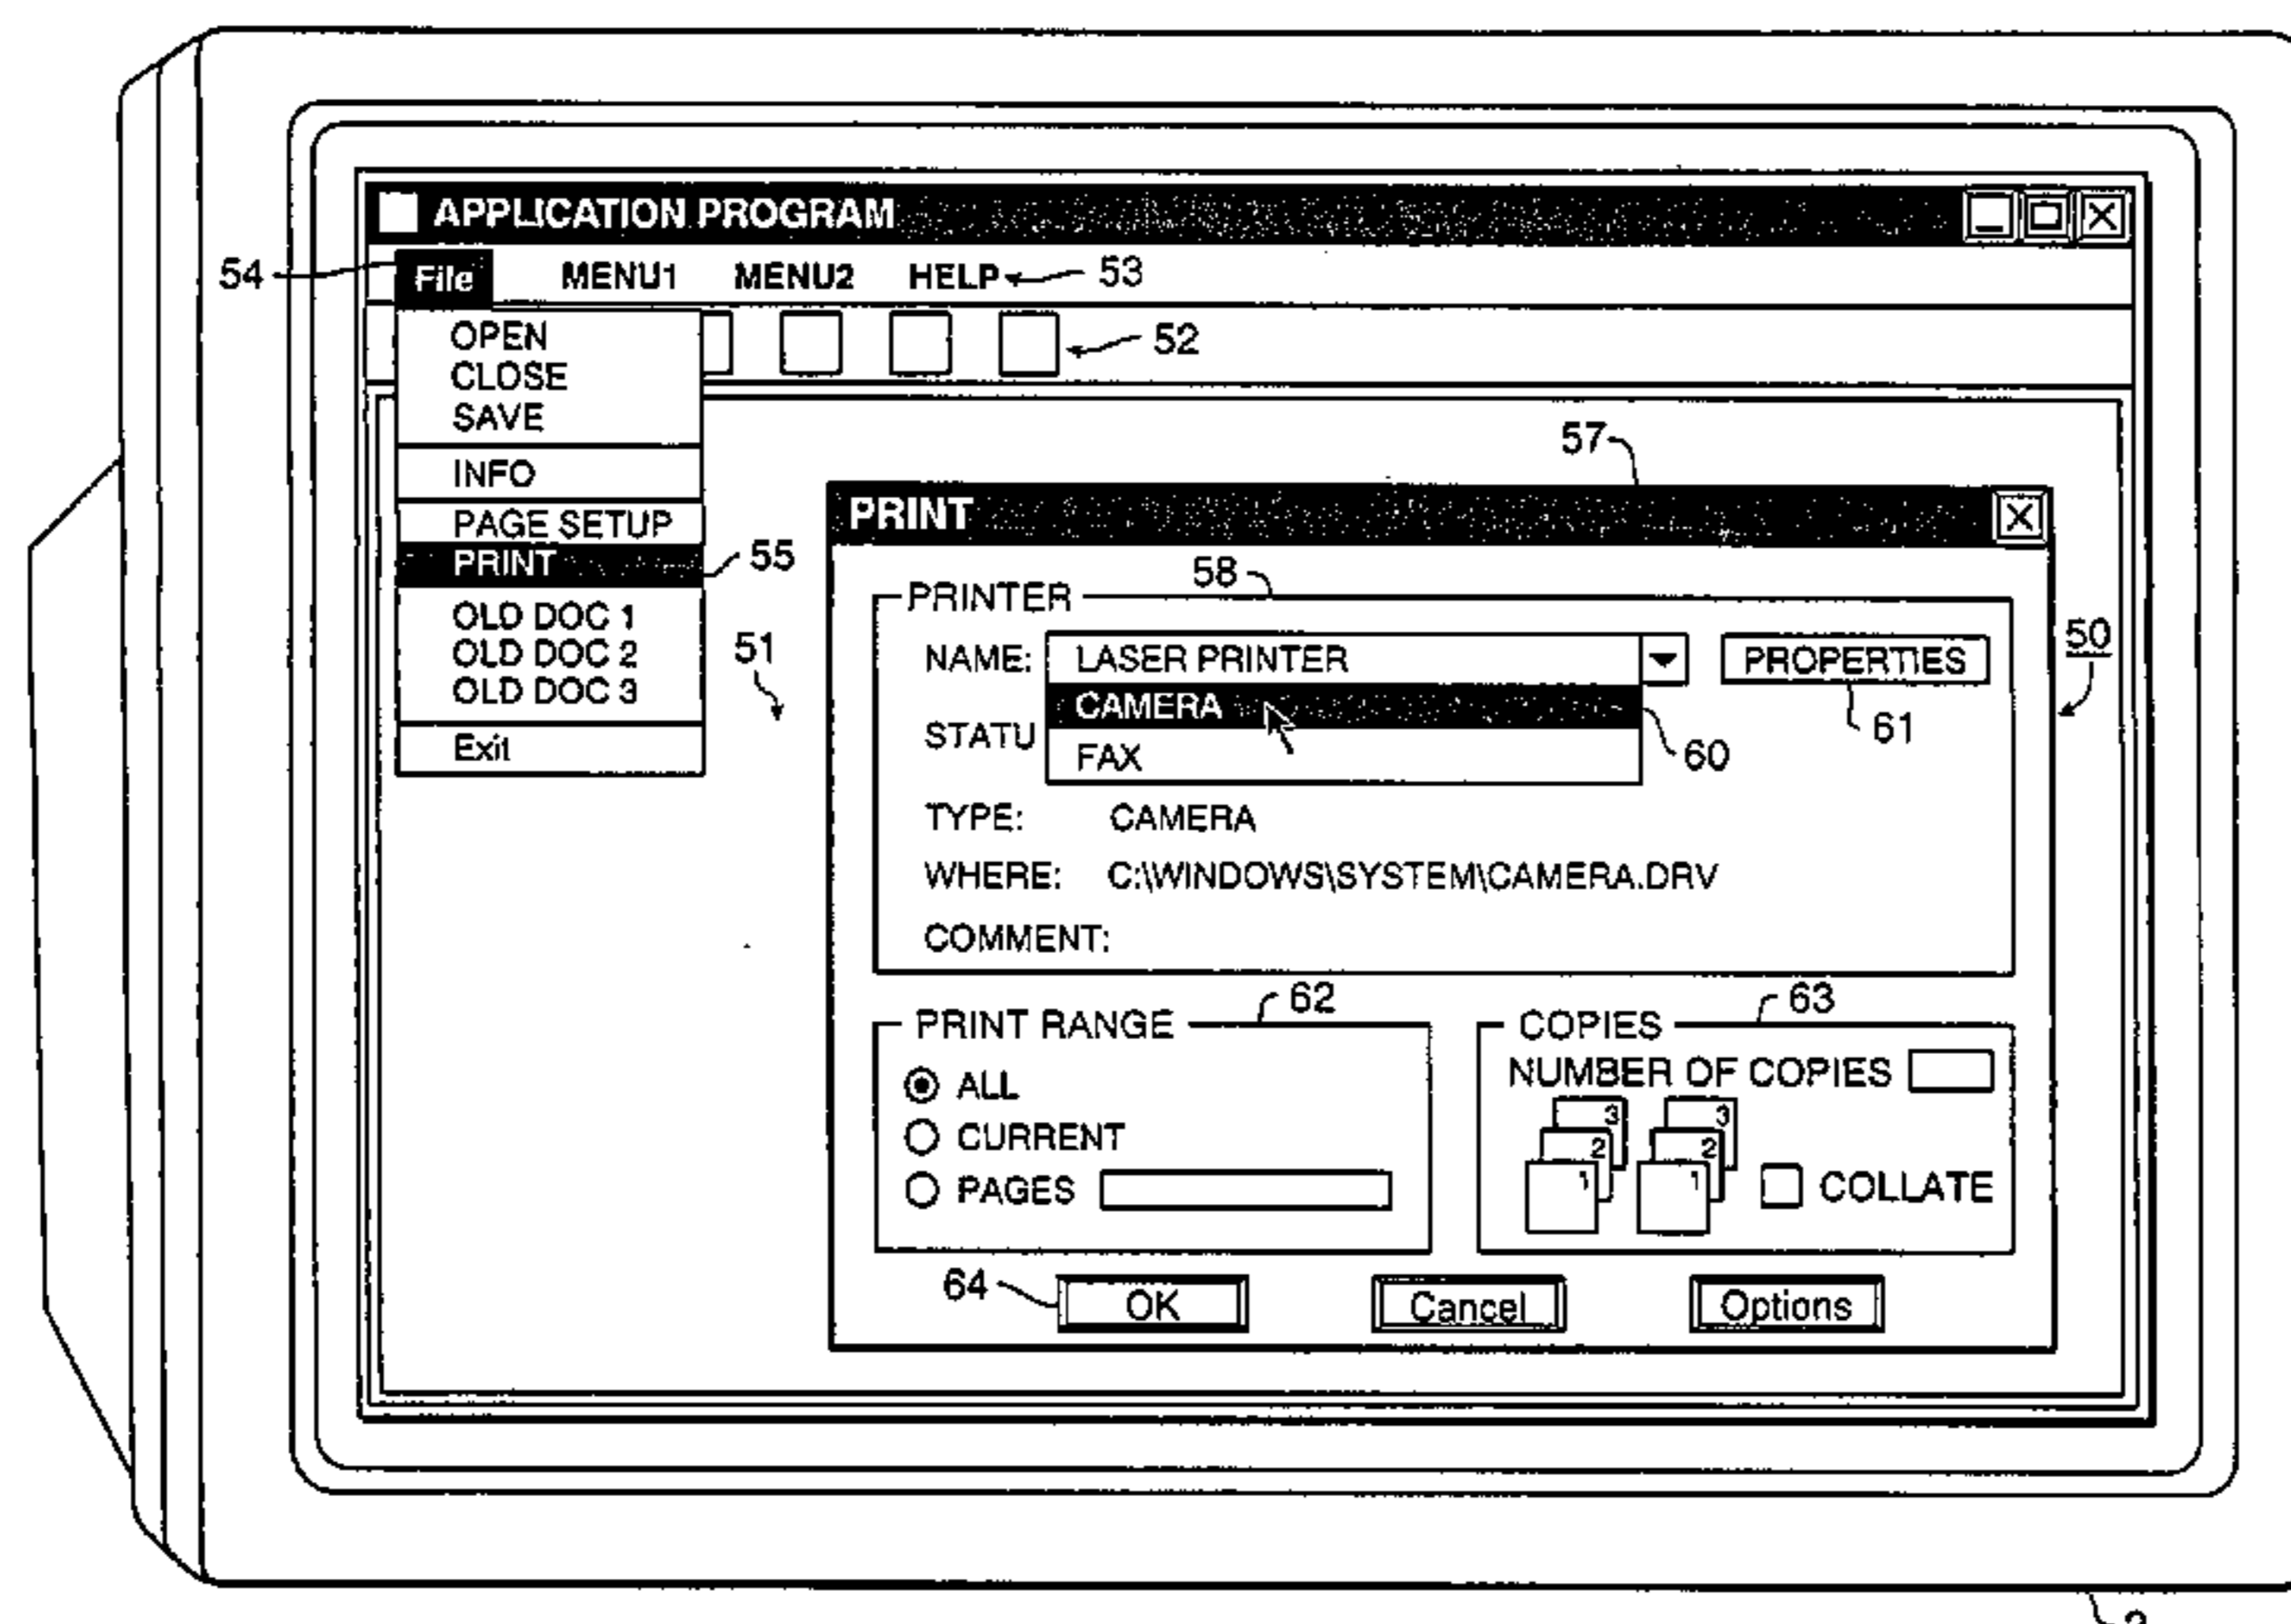 APPLICATION PROGRAM
54 File MENU1 MENU2 HELP 53
OPEN
52
CLOSE
SAVE
57
INFO
PRINT
PAGE SETUP
PRINT 55
58
PRINTER
OLD DOC 1
OLD DOC 2
OLD DOC 3
51
50
NAME: LASER PRINTER PROPERTIES
CAMERA
61
STATU
60
Exit
FAX
TYPE: CAMERA
WHERE: C:\WINDOWS\SYSTEM\CAMERA.DRV
COMMENT:
62
63
PRINT RANGE
COPIES
NUMBER OF COPIES
ALL
CURRENT
PAGES
3 3
2 2
1 1
COLLATE
64
OK Cancel Options